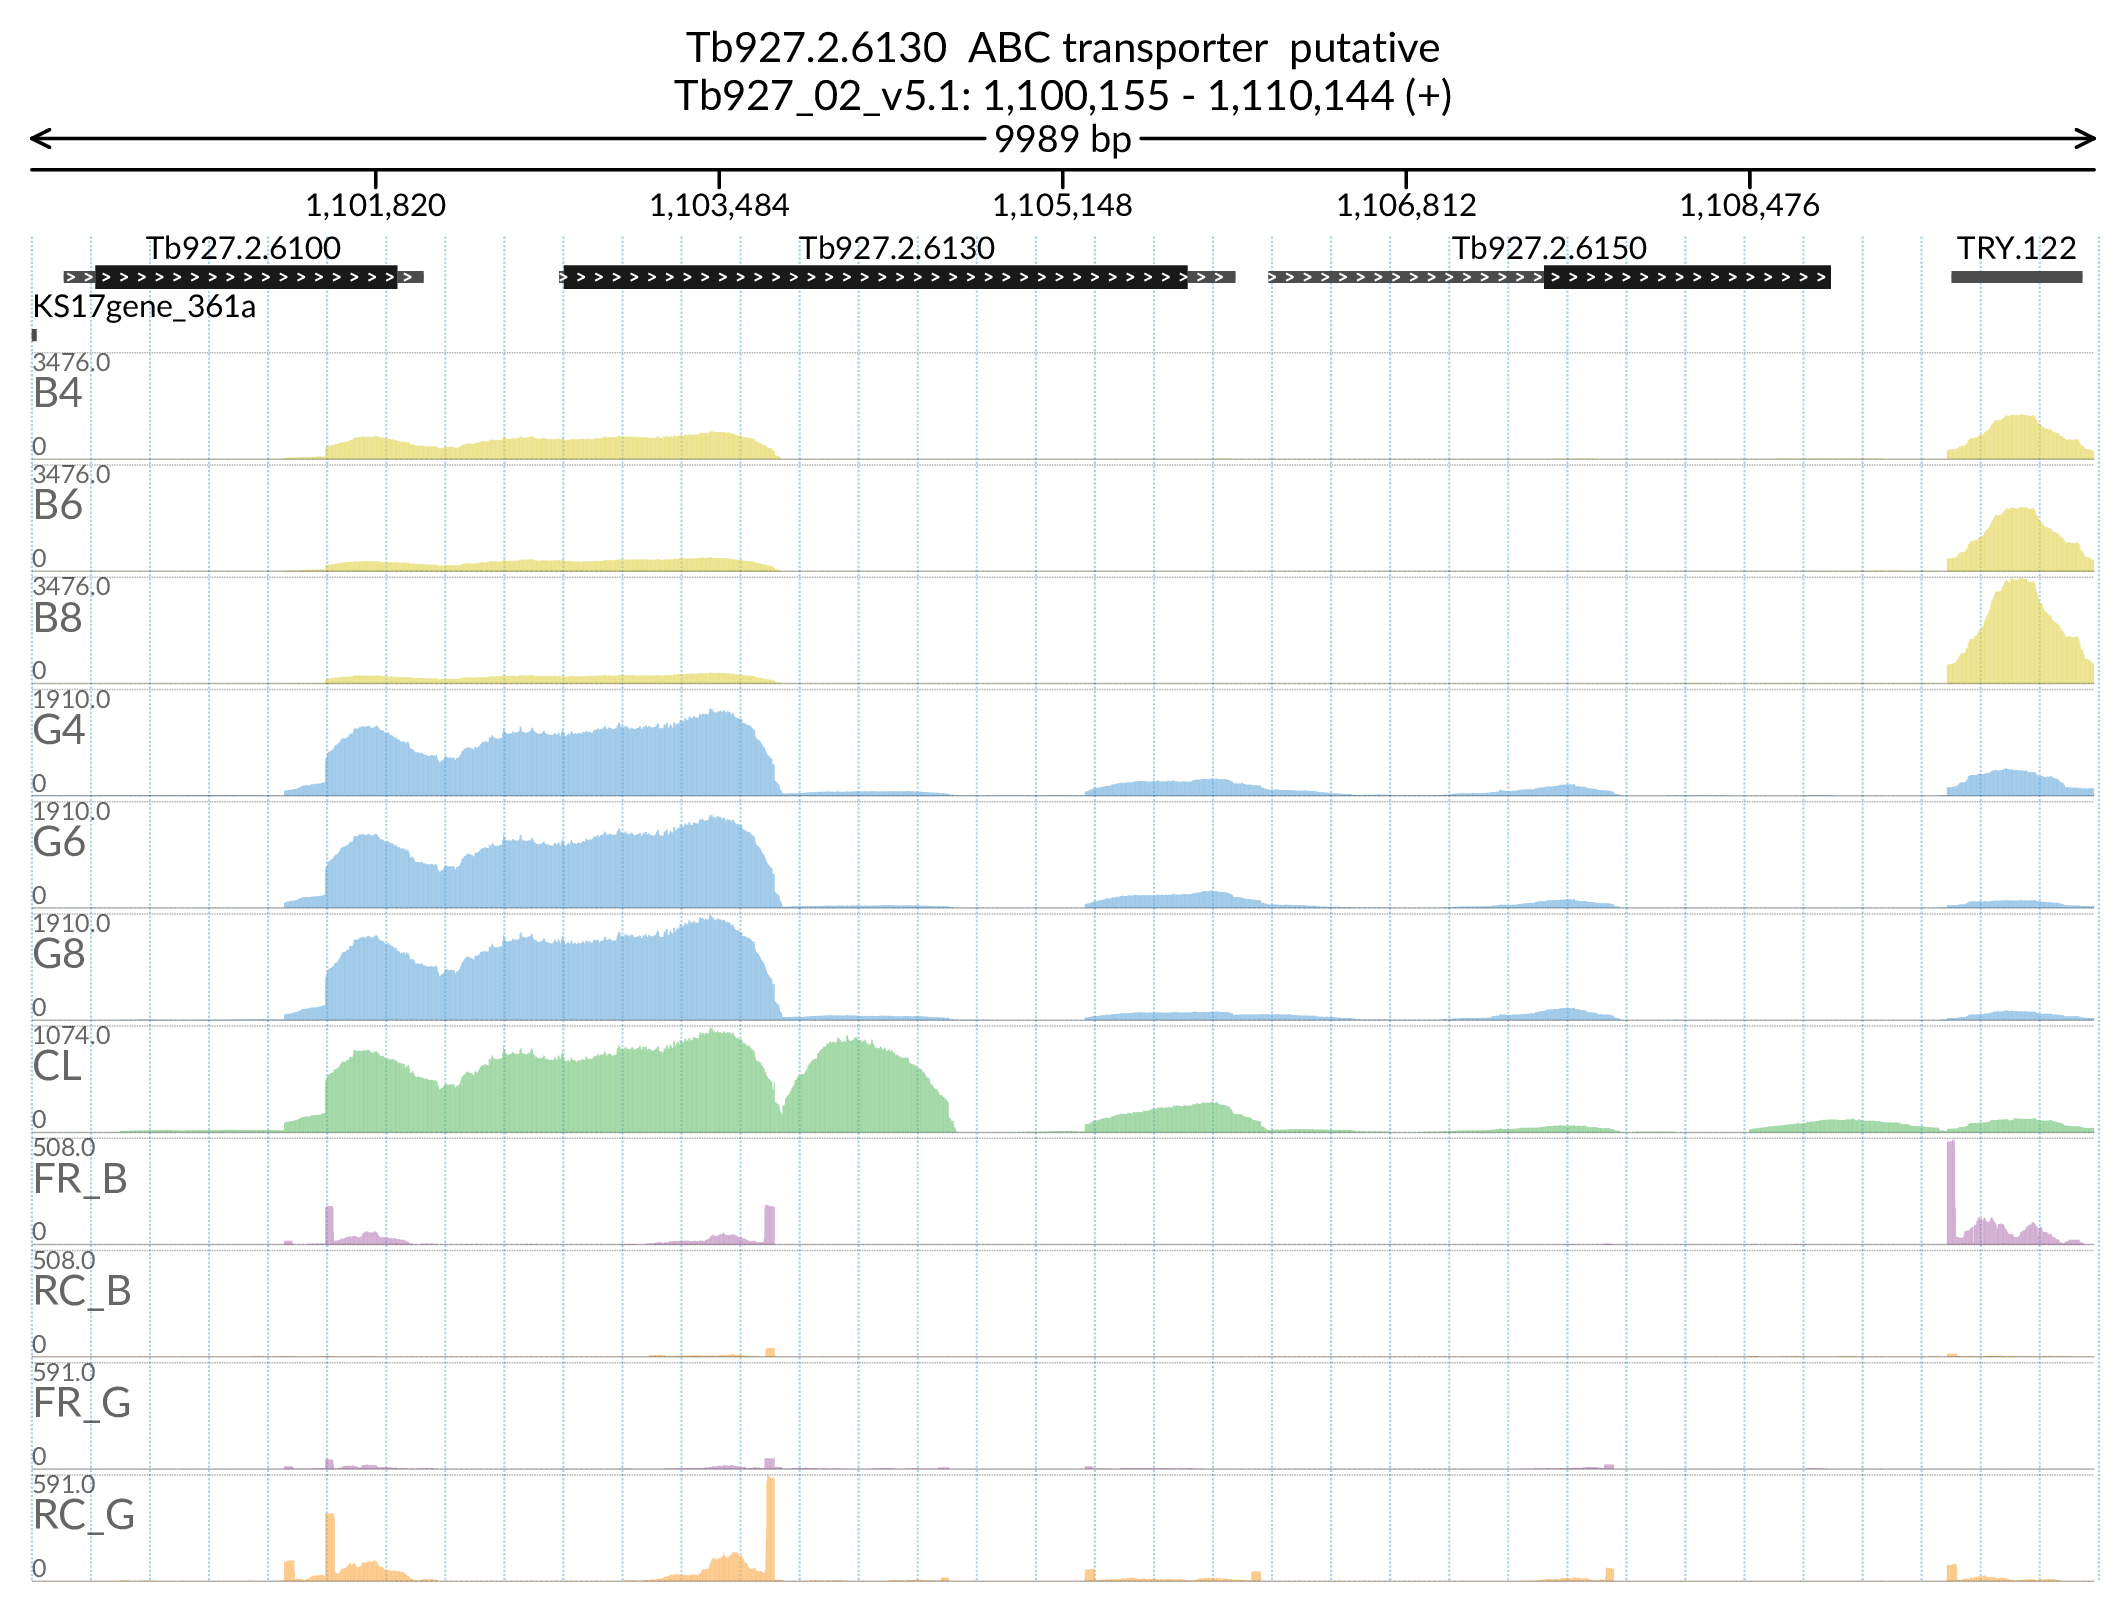 Tb927.2.6130  ABC transporter  putative
Tb927_02_v5.1: 1,100,155 - 1,110,144 (+)
9989 bp
1,101,820 1,103,484 1,105,148 1,106,812 1,108,476
Tb927.2.6100 Tb927.2.6130 Tb927.2.6150 TRY.122
KS17gene_361a
3476.0
B4
0
3476.0
B6
0
3476.0
B8
0
1910.0
G4
0
1910.0
G6
0
1910.0
G8
0
1074.0
CL
0
508.0
FR_B
0
508.0
RC_B
0
591.0
FR_G
0
591.0
RC_G
0